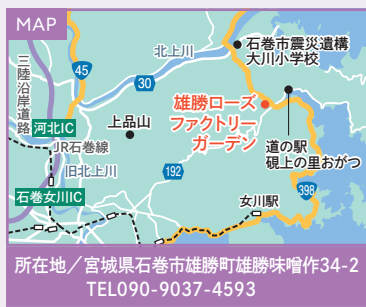 MAP
北上川
石巻市震災遺構
大川小学校
三陸沿岸道路
45
30
雄勝ローズ
ファクトリー
ガーデン
河北IC
上品山
道の駅
硯上の里おがつ
JR石巻線
旧北上川
192
398
石巻女川IC
女川駅
所在地／宮城県石巻市雄勝町雄勝味噌作34-2
TEL090-9037-4593